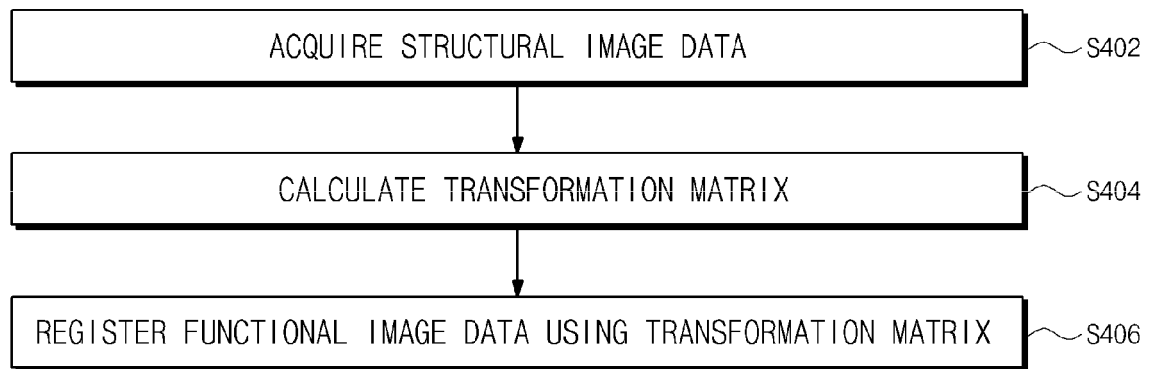 ACQUIRE STRUCTURAL IMAGE DATA
S402
CALCULATE TRANSFORMATION MATRIX
S404
REGISTER FUNCTIONAL IMAGE DATA USING TRANSFORMATION MATRIX
S406